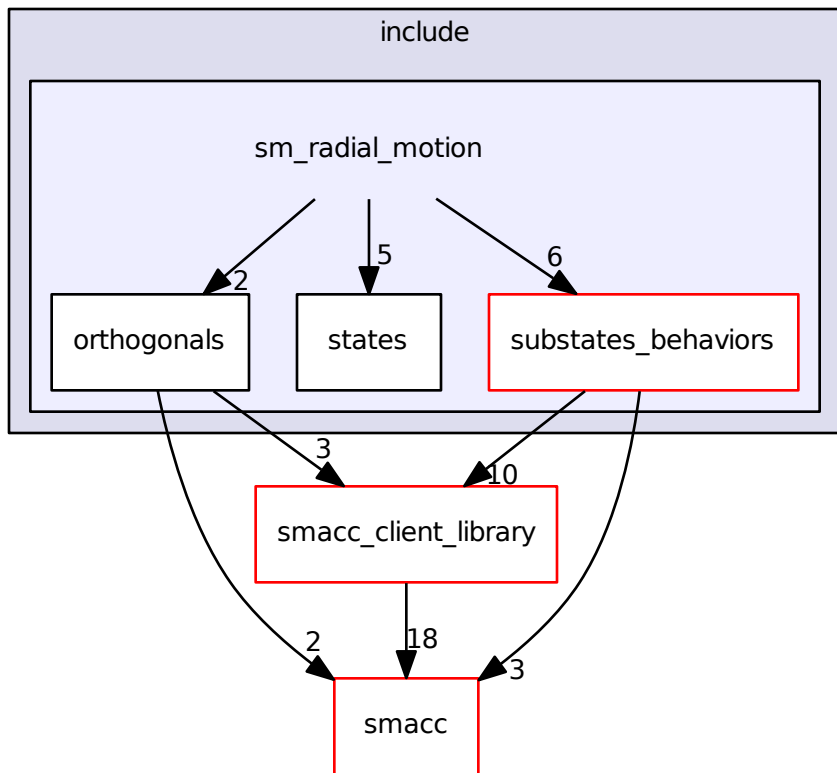 include
sm_radial_motion
2
5
6
orthogonals
states
substates_behaviors
3
10
smacc_client_library
2
18
3
smacc